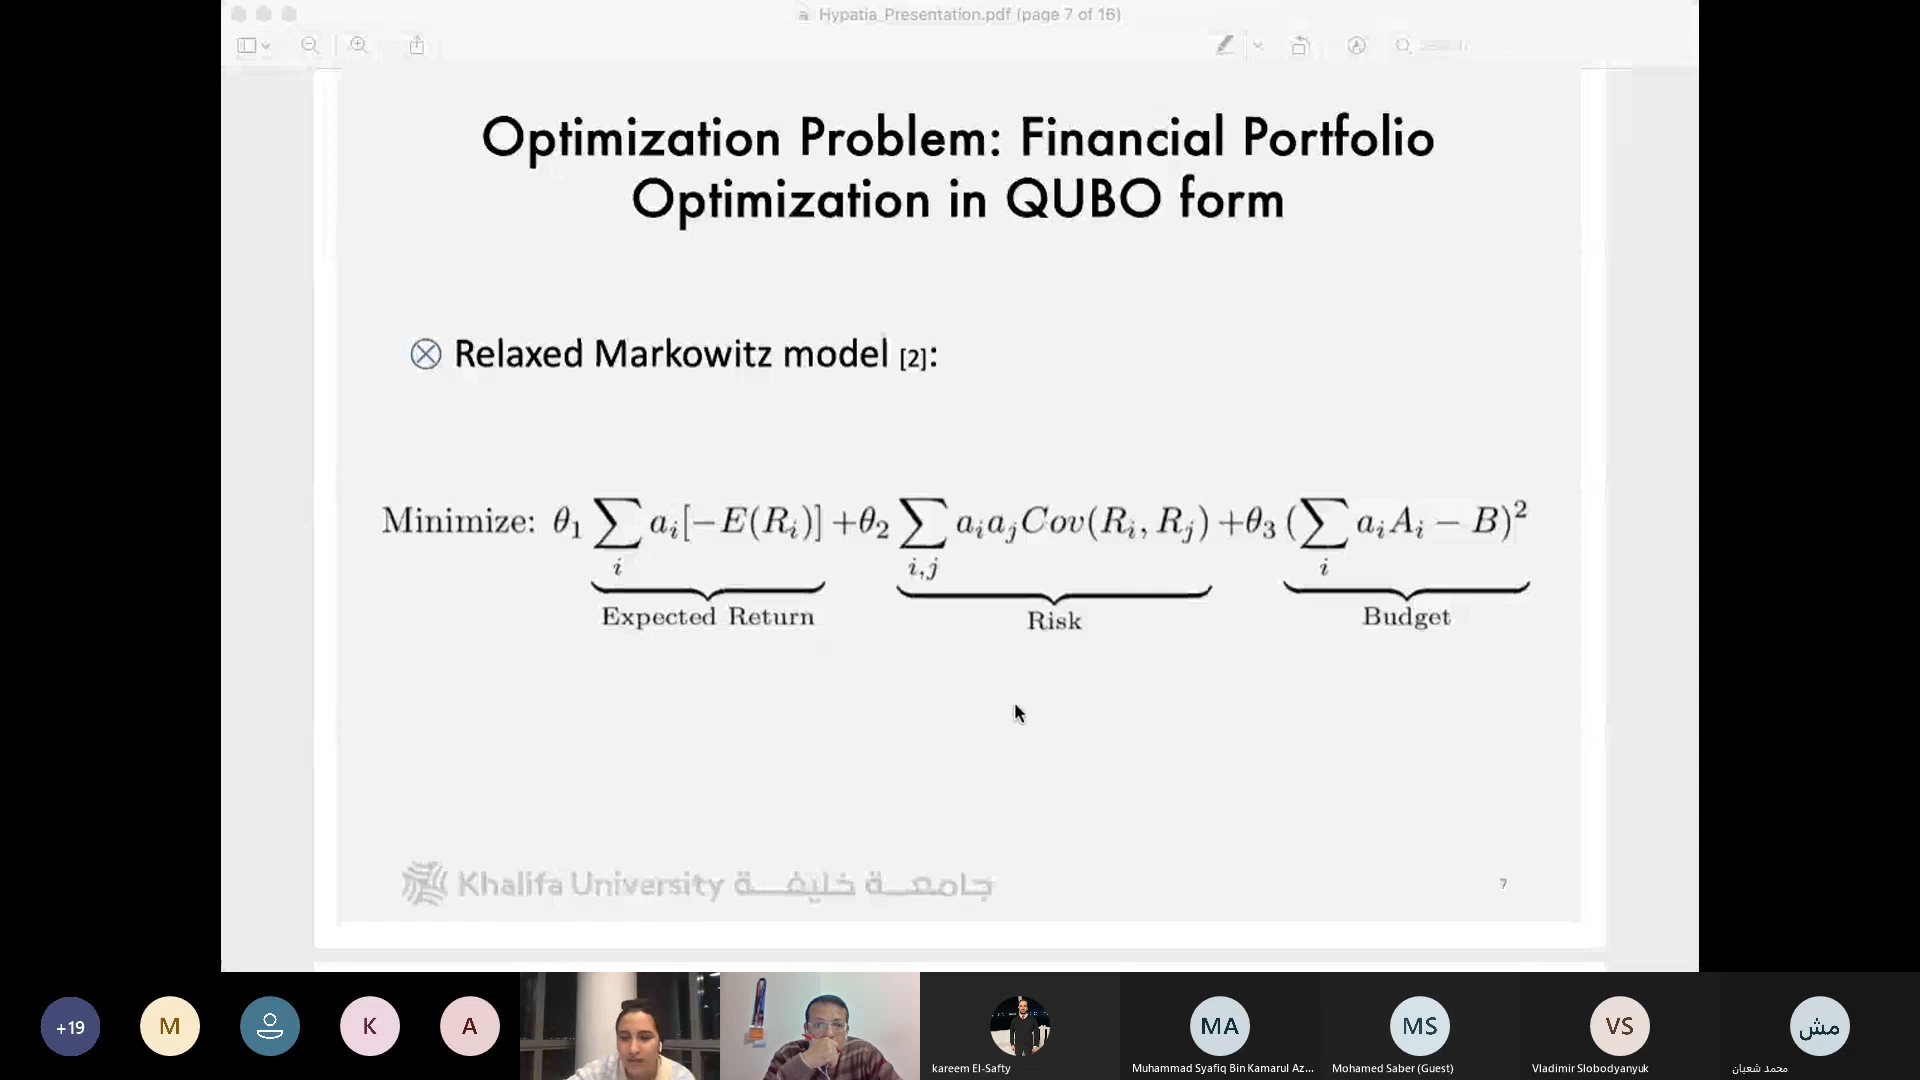 Hypatia_Presentation.pdf (page 7 of 16)
Search
Optimization Problem: Financial Portfolio
Optimization in QUBO form
Relaxed Markowitz model [2]:
Minimize: θ₁ ∑ᵢ aᵢ[−E(Rᵢ)] +θ₂ ∑ᵢ,ⱼ aᵢaⱼCov(Rᵢ, Rⱼ) +θ₃ (∑ᵢ aᵢAᵢ − B)²
Expected Return
Risk
Budget
Khalifa University جامعة خليفة
7
+19
M
K
A
MA
MS
VS
مش
kareem El-Safty
Muhammad Syafiq Bin Kamarul Az...
Mohamed Saber (Guest)
Vladimir Slobodyanyuk
محمد شعبان